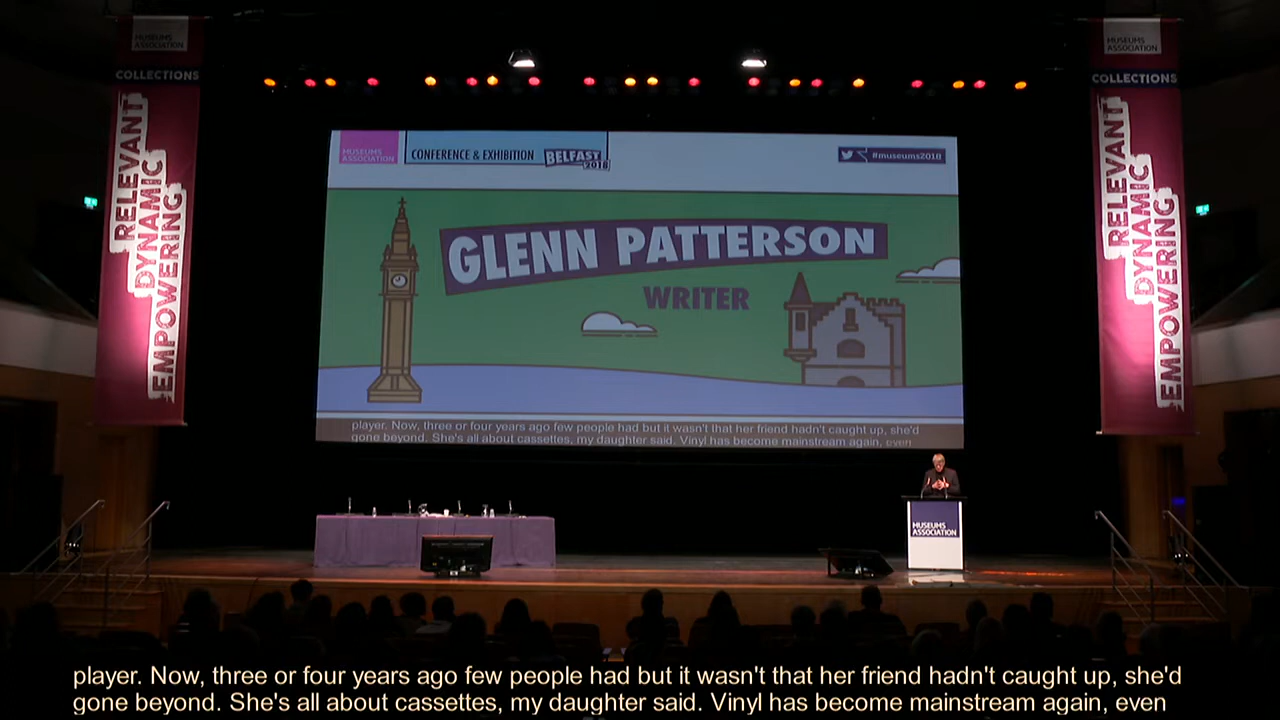 MUSEUMS
ASSOCIATION
COLLECTIONS
RELEVANT
DYNAMIC
EMPOWERING
MUSEUMS
ASSOCIATION
CONFERENCE & EXHIBITION
BELFAST
2018
#museums2018
GLENN PATTERSON
WRITER
player. Now, three or four years ago few people had but it wasn't that her friend hadn't caught up, she'd
gone beyond. She's all about cassettes, my daughter said. Vinyl has become mainstream again, even
MUSEUMS
ASSOCIATION
COLLECTIONS
RELEVANT
DYNAMIC
EMPOWERING
MUSEUMS
ASSOCIATION
player. Now, three or four years ago few people had but it wasn't that her friend hadn't caught up, she'd
gone beyond. She's all about cassettes, my daughter said. Vinyl has become mainstream again, even